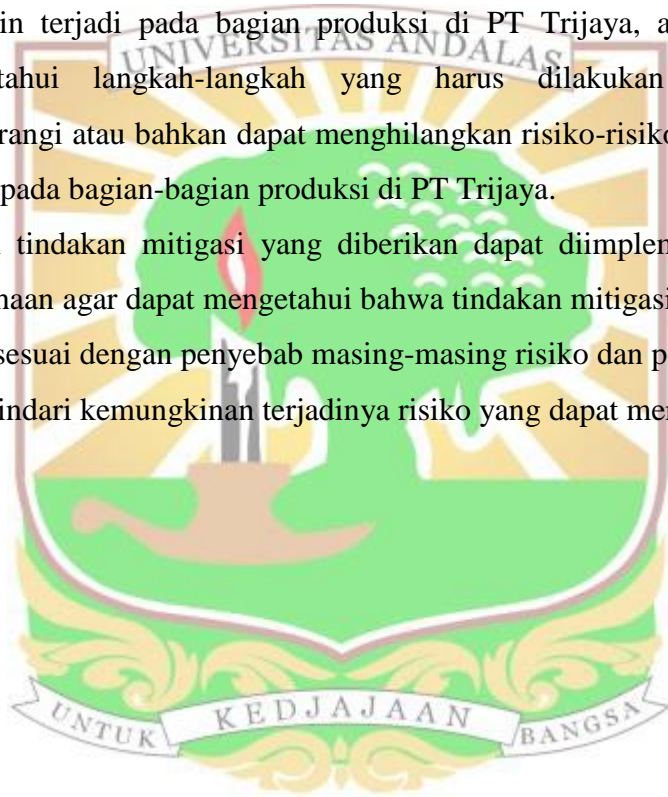 in terjadi pada bagian produksi di PT Trijaya, a
UNIVERSITAS ANDALAS
tahui langkah-langkah yang harus dilakukan
rangi atau bahkan dapat menghilangkan risiko-risiko
pada bagian-bagian produksi di PT Trijaya.
tindakan mitigasi yang diberikan dapat diimplem
naan agar dapat mengetahui bahwa tindakan mitigasi
sesuai dengan penyebab masing-masing risiko dan p
indari kemungkinan terjadinya risiko yang dapat mer
UNTUK KEDJAJAAN BANGSA